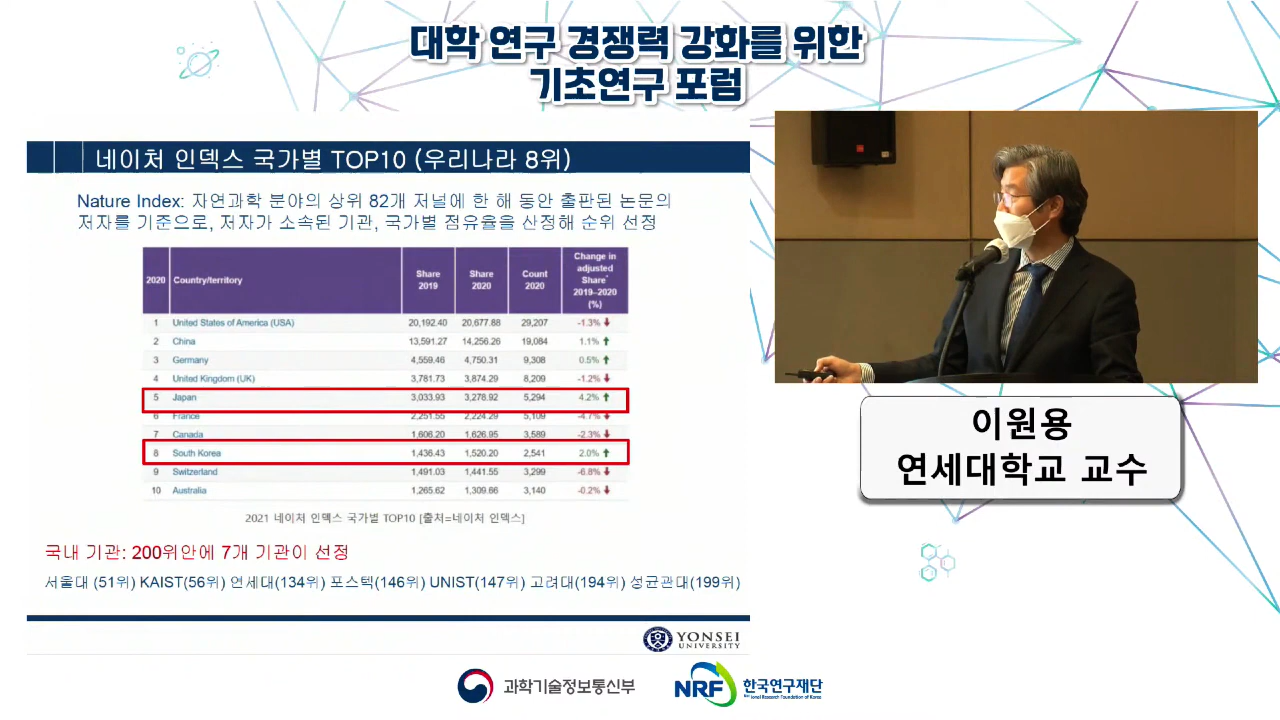 대학 연구 경쟁력 강화를 위한
기초연구 포럼
네이처 인덱스 국가별 TOP10 (우리나라 8위)
Nature Index: 자연과학 분야의 상위 82개 저널에 한 해 동안 출판된 논문의
저자를 기준으로, 저자가 소속된 기관, 국가별 점유율을 산정해 순위 선정
2020 Country/territory Share 2019 Share 2020 Count 2020 Change in adjusted Share* 2019–2020 (%)
1 United States of America (USA) 20,192.40 20,677.88 29,207 -1.3% ↓
2 China 13,591.27 14,256.26 19,084 1.1% ↑
3 Germany 4,559.46 4,750.31 9,308 0.5% ↑
4 United Kingdom (UK) 3,781.73 3,874.29 8,209 -1.2% ↓
5 Japan 3,033.93 3,278.92 5,294 4.2% ↑
6 France 2,251.55 2,224.29 5,109 -4.7% ↓
7 Canada 1,606.20 1,626.95 3,589 -2.3% ↓
8 South Korea 1,436.43 1,520.20 2,541 2.0% ↑
9 Switzerland 1,491.03 1,441.55 3,299 -6.8% ↓
10 Australia 1,265.62 1,309.66 3,140 -0.2% ↓
2021 네이처 인덱스 국가별 TOP10 [출처=네이처 인덱스]
국내 기관: 200위안에 7개 기관이 선정
서울대 (51위) KAIST(56위) 연세대(134위) 포스텍(146위) UNIST(147위) 고려대(194위) 성균관대(199위)
YONSEI
UNIVERSITY
이원용
연세대학교 교수
과학기술정보통신부
NRF 한국연구재단
National Research Foundation of Korea